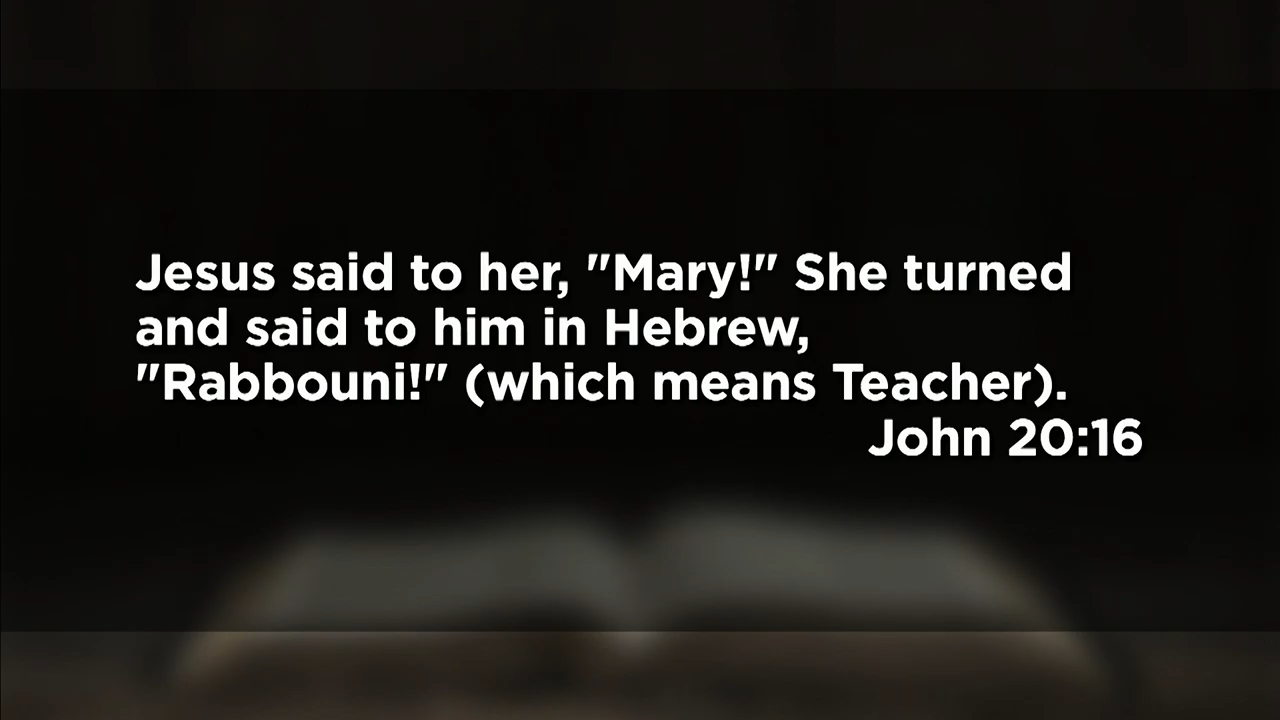 Jesus said to her, "Mary!" She turned
and said to him in Hebrew,
"Rabbouni!" (which means Teacher).
John 20:16